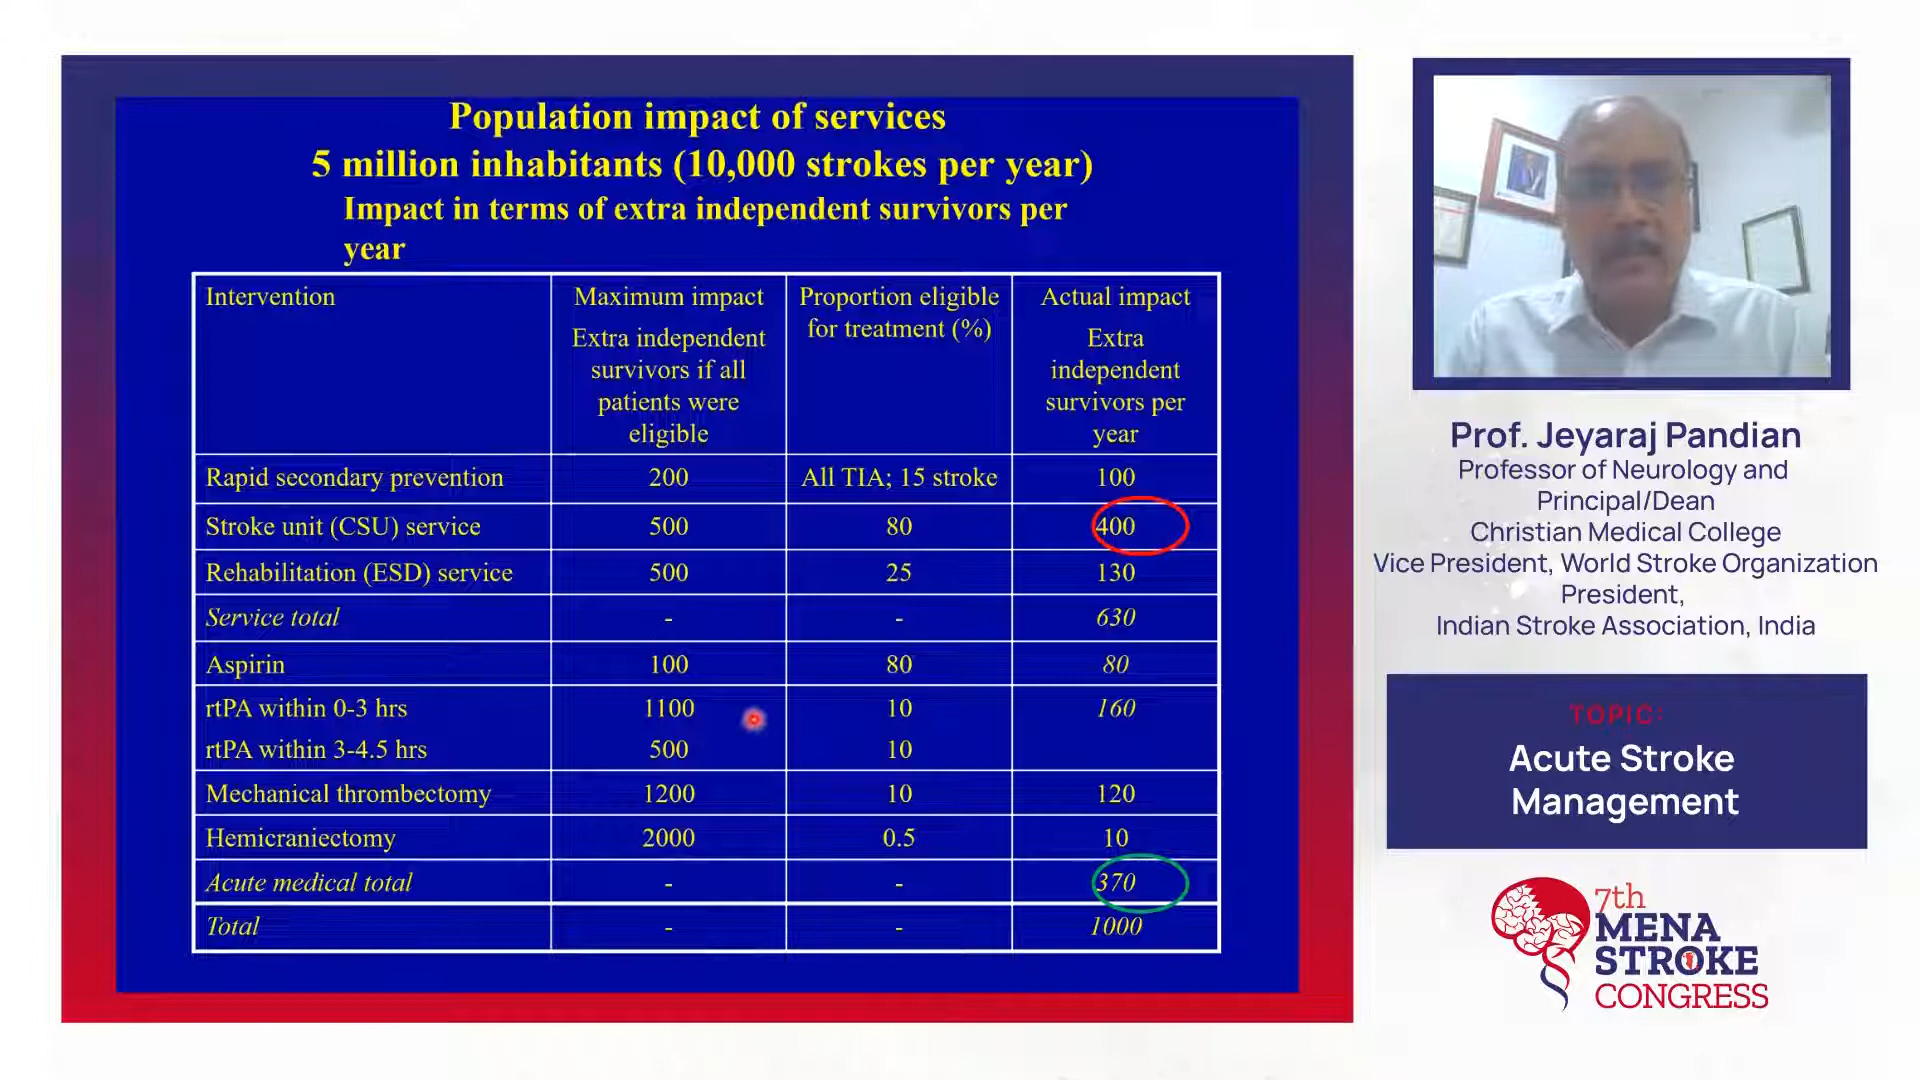 Population impact of services
5 million inhabitants (10,000 strokes per year)
Impact in terms of extra independent survivors per
year
Intervention
Maximum impact
Extra independent
survivors if all
patients were
eligible
Proportion eligible
for treatment (%)
Actual impact
Extra
independent
survivors per
year
Rapid secondary prevention 200 All TIA; 15 stroke 100
Stroke unit (CSU) service 500 80 400
Rehabilitation (ESD) service 500 25 130
Service total - - 630
Aspirin 100 80 80
rtPA within 0-3 hrs 1100 10 160
rtPA within 3-4.5 hrs 500 10
Mechanical thrombectomy 1200 10 120
Hemicraniectomy 2000 0.5 10
Acute medical total - - 370
Total - - 1000
Prof. Jeyaraj Pandian
Professor of Neurology and
Principal/Dean
Christian Medical College
Vice President, World Stroke Organization
President,
Indian Stroke Association, India
TOPIC:
Acute Stroke
Management
7th
MENA
STROKE
CONGRESS